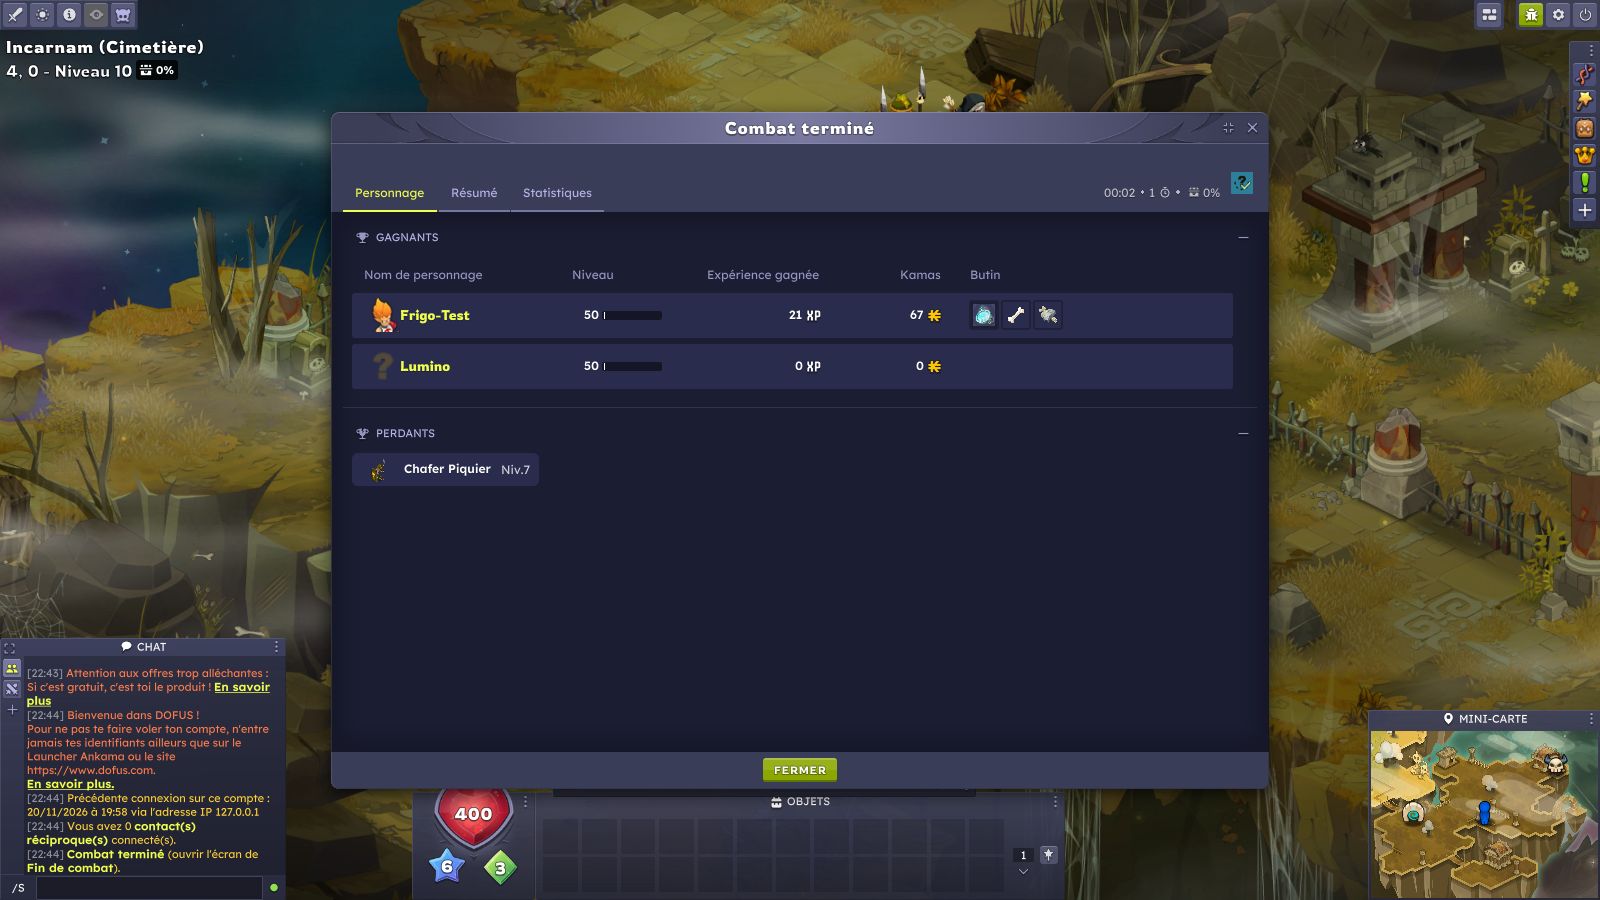 Incarnam (Cimetière)
4, 0 - Niveau 10 0%
Combat terminé
Personnage Résumé Statistiques 00:02 • 1 • 0%
GAGNANTS
Nom de personnage Niveau Expérience gagnée Kamas Butin
Frigo-Test 50 21 XP 67
Lumino 50 0 XP 0
PERDANTS
Chafer Piquier Niv.7
FERMER
CHAT
[22:43] Attention aux offres trop alléchantes :
Si c'est gratuit, c'est toi le produit ! En savoir
plus
[22:44] Bienvenue dans DOFUS !
Pour ne pas te faire voler ton compte, n'entre
jamais tes identifiants ailleurs que sur le
Launcher Ankama ou le site
https://www.dofus.com.
En savoir plus.
[22:44] Précédente connexion sur ce compte :
20/11/2026 à 19:58 via l'adresse IP 127.0.0.1
[22:44] Vous avez 0 contact(s)
réciproque(s) connecté(s).
[22:44] Combat terminé (ouvrir l'écran de
Fin de combat).
/S
400
6 3
OBJETS
1
MINI-CARTE